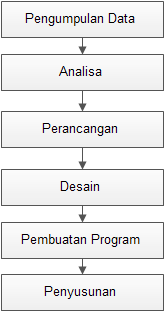 Pengumpulan Data
Analisa
Perancangan
Desain
Pembuatan Program
Penyusunan